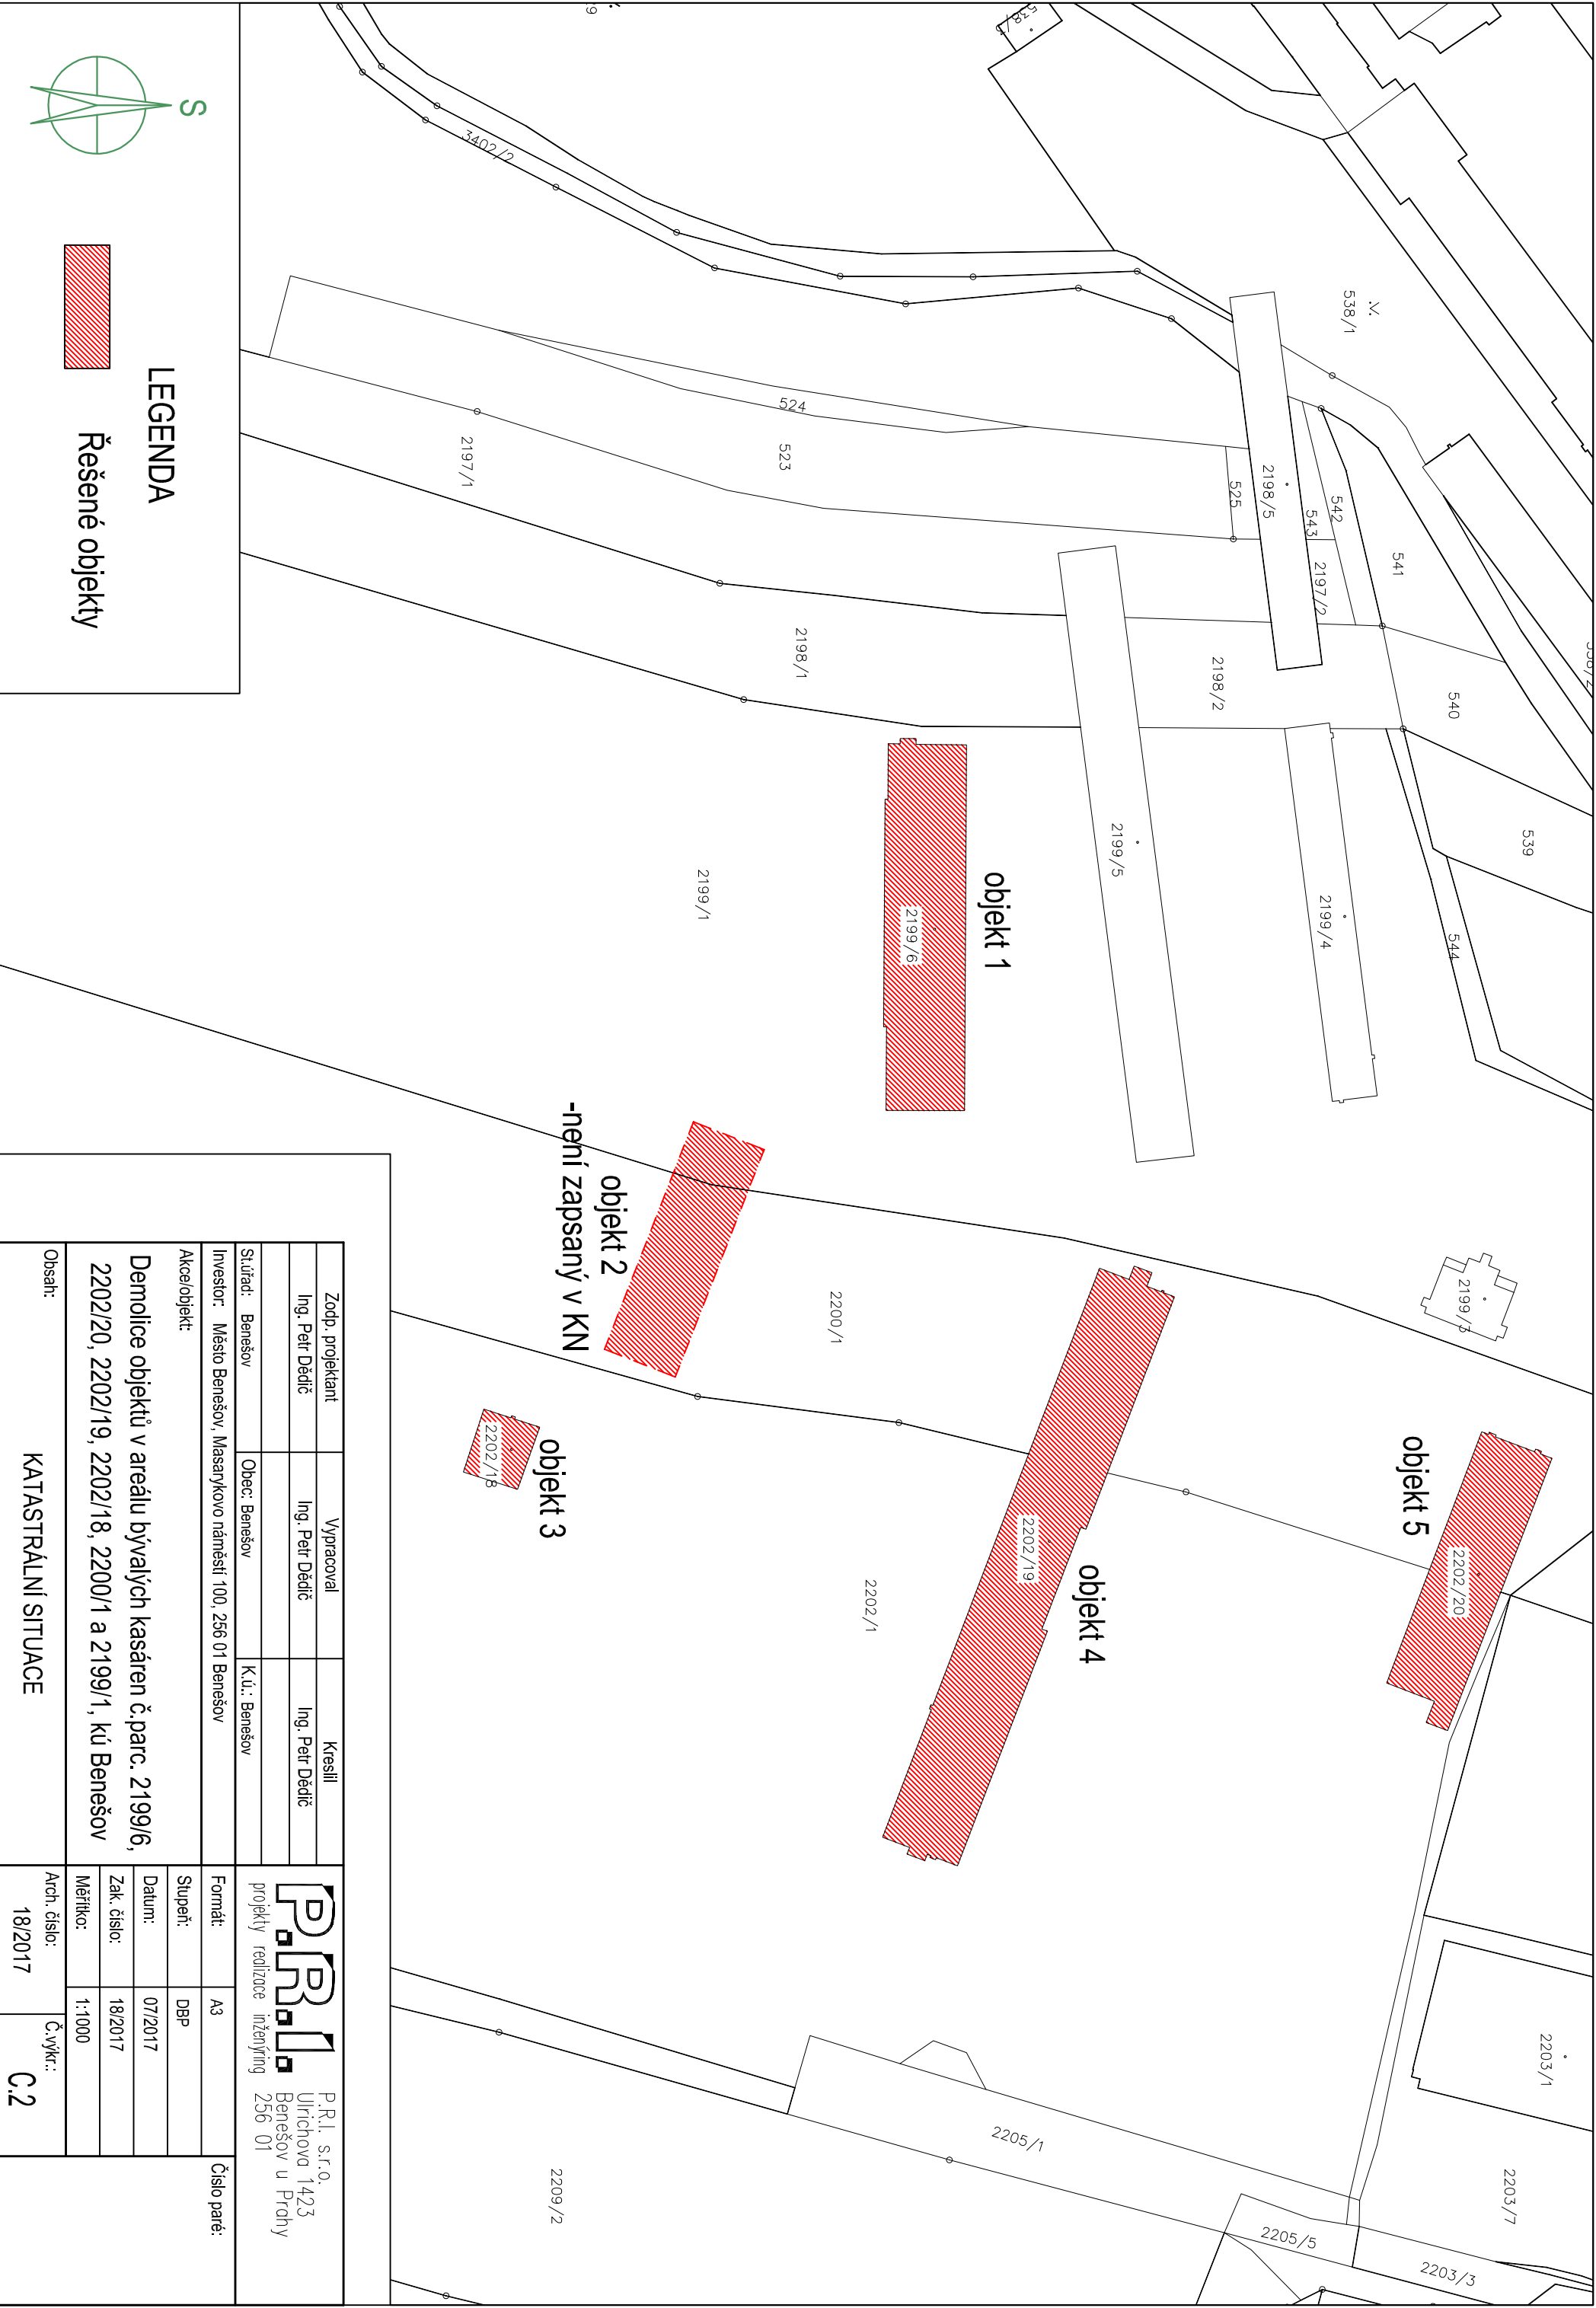 538/2
539
540
541
544
538/1
542
543
2197/2
2198/5
525
2198/2
2199/4
2199/5
524
523
2197/1
2198/1
3402/2
2199/3
2199/1
objekt 1
2199/6
objekt 2
-není zapsaný v KN
2200/1
objekt 3
2202/18
objekt 4
2202/19
2202/1
objekt 5
2202/20
2203/1
2203/7
2203/3
2205/5
2205/1
2209/2
S
LEGENDA
Řešené objekty
Zodp. projektant Vypracoval Kreslil
Ing. Petr Dědič Ing. Petr Dědič Ing. Petr Dědič
St.úřad: Benešov Obec: Benešov K.ú.: Benešov
Investor: Město Benešov, Masarykovo náměstí 100, 256 01 Benešov
Akce/objekt:
Demolice objektů v areálu bývalých kasáren č.parc. 2199/6,
2202/20, 2202/19, 2202/18, 2200/1 a 2199/1, kú Benešov
Obsah:
KATASTRÁLNÍ SITUACE
P.R.I.
projekty realizace inženýring
P.R.I. s.r.o.
Ulrichova 1423
Benešov u Prahy
256 01
Formát: A3
Stupeň: DBP
Datum: 07/2017
Zak. číslo: 18/2017
Měřítko: 1:1000
Arch. číslo:
18/2017
Č.výkr.:
C.2
Číslo paré: